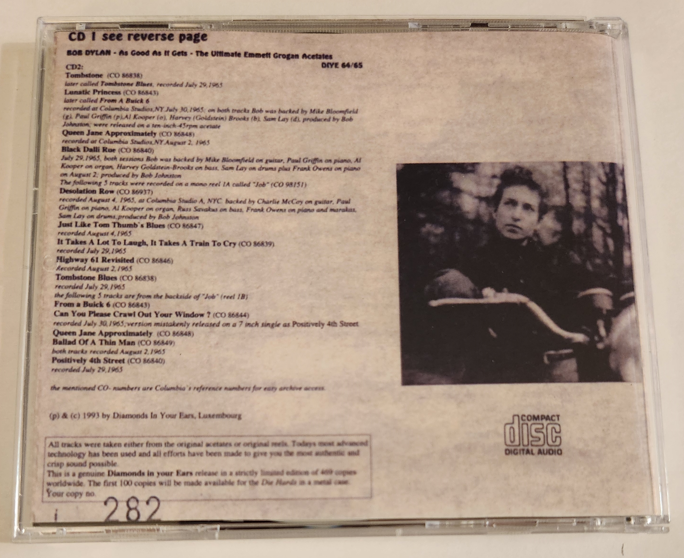 CD I see reverse page
BOB DYLAN - As Good As It Gets - The Ultimate Emmett Grogan Acetates
CD2: DIYE 64/65
Tombstone (CO 86838)
later called Tombstone Blues, recorded July 29,1965
Lunatic Princess (CO 86843)
later called From A Buick 6
recorded at Columbia Studios,NY July 30,1965; on both tracks Bob was backed by Mike Bloomfield
(g), Paul Griffin (p),Al Kooper (o), Harvey (Goldstein) Brooks (b), Sam Lay (d), produced by Bob
Johnston; were released on a ten-inch-45rpm acetate
Queen Jane Approximately (CO 86848)
recorded at Columbia Studios,NY August 2, 1965
Black Dalli Rue (CO 86840)
July 29,1965, both sessions Bob was backed by Mike Bloomfield on guitar, Paul Griffin on piano, Al
Kooper on organ, Harvey Goldstein-Brooks on bass, Sam Lay on drums plus Frank Owens on piano
on August 2; produced by Bob Johnston
The following 5 tracks were recorded on a mono reel 1A called "Job" (CO 98151)
Desolation Row (CO 86937)
recorded August 4, 1965, at Columbia Studio A, NYC. backed by Charlie McCoy on guitar, Paul
Griffin on piano, Al Kooper on organ, Russ Savakus on bass, Frank Owens on piano and marakas,
Sam Lay on drums;produced by Bob Johnston
Just Like Tom Thumb's Blues (CO 86847)
recorded August 4,1965
It Takes A Lot To Laugh, It Takes A Train To Cry (CO 86839)
recorded July 29,1965
Highway 61 Revisited (CO 86846)
recorded August 2,1965
Tombstone Blues (CO 86838)
recorded July 29,1965
the following 5 tracks are from the backside of "Job" (reel 1B)
From a Buick 6 (CO 86843)
Can You Please Crawl Out Your Window ? (CO 86844)
recorded July 30,1965;version mistakenly released on a 7 inch single as Positively 4th Street
Queen Jane Approximately (CO 86848)
Ballad Of A Thin Man (CO 86849)
both tracks recorded August 2,1965
Positively 4th Street (CO 86840)
recorded July 29,1965
the mentioned CO- numbers are Columbia's reference numbers for easy archive access.
(p) & (c) 1993 by Diamonds In Your Ears, Luxembourg
COMPACT
disc
DIGITAL AUDIO
All tracks were taken either from the original acetates or original reels. Todays most advanced
technology has been used and all efforts have been made to give you the most authentic and
crisp sound possible.
This is a genuine Diamonds in your Ears release in a strictly limited edition of 469 copies
worldwide. The first 100 copies will be made available for the Die Hards in a metal case.
Your copy no.
282